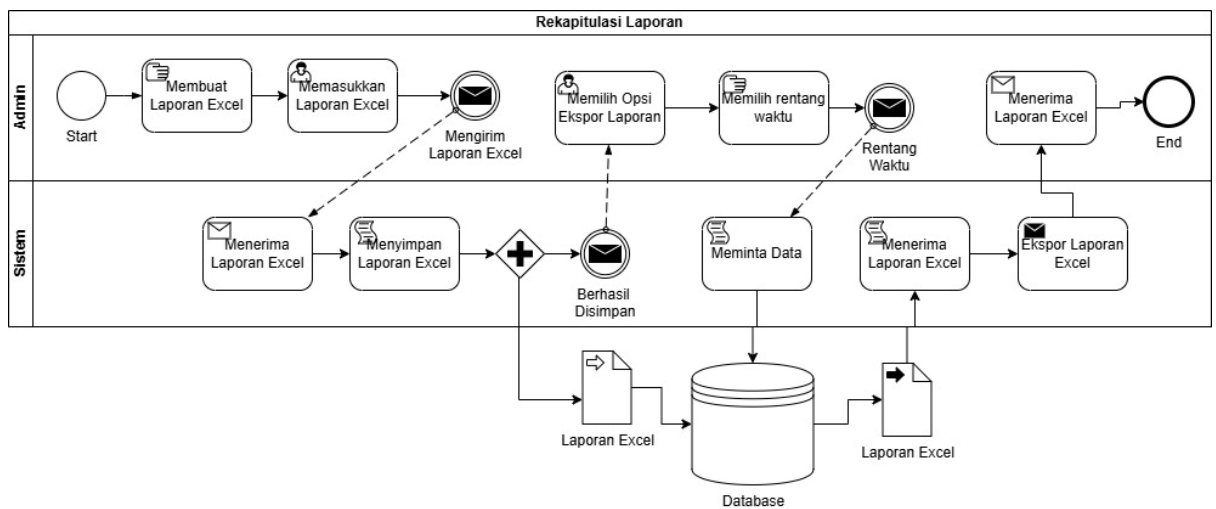 Rekapitulasi Laporan
Admin
Start
Membuat
Laporan Excel
Memasukkan
Laporan Excel
Mengirim
Laporan Excel
Memilih Opsi
Ekspor Laporan
Memilih rentang
waktu
Rentang
Waktu
Menerima
Laporan Excel
End
Sistem
Menerima
Laporan Excel
Menyimpan
Laporan Excel
Berhasil
Disimpan
Meminta Data
Menerima
Laporan Excel
Ekspor Laporan
Excel
Laporan Excel
Database
Laporan Excel